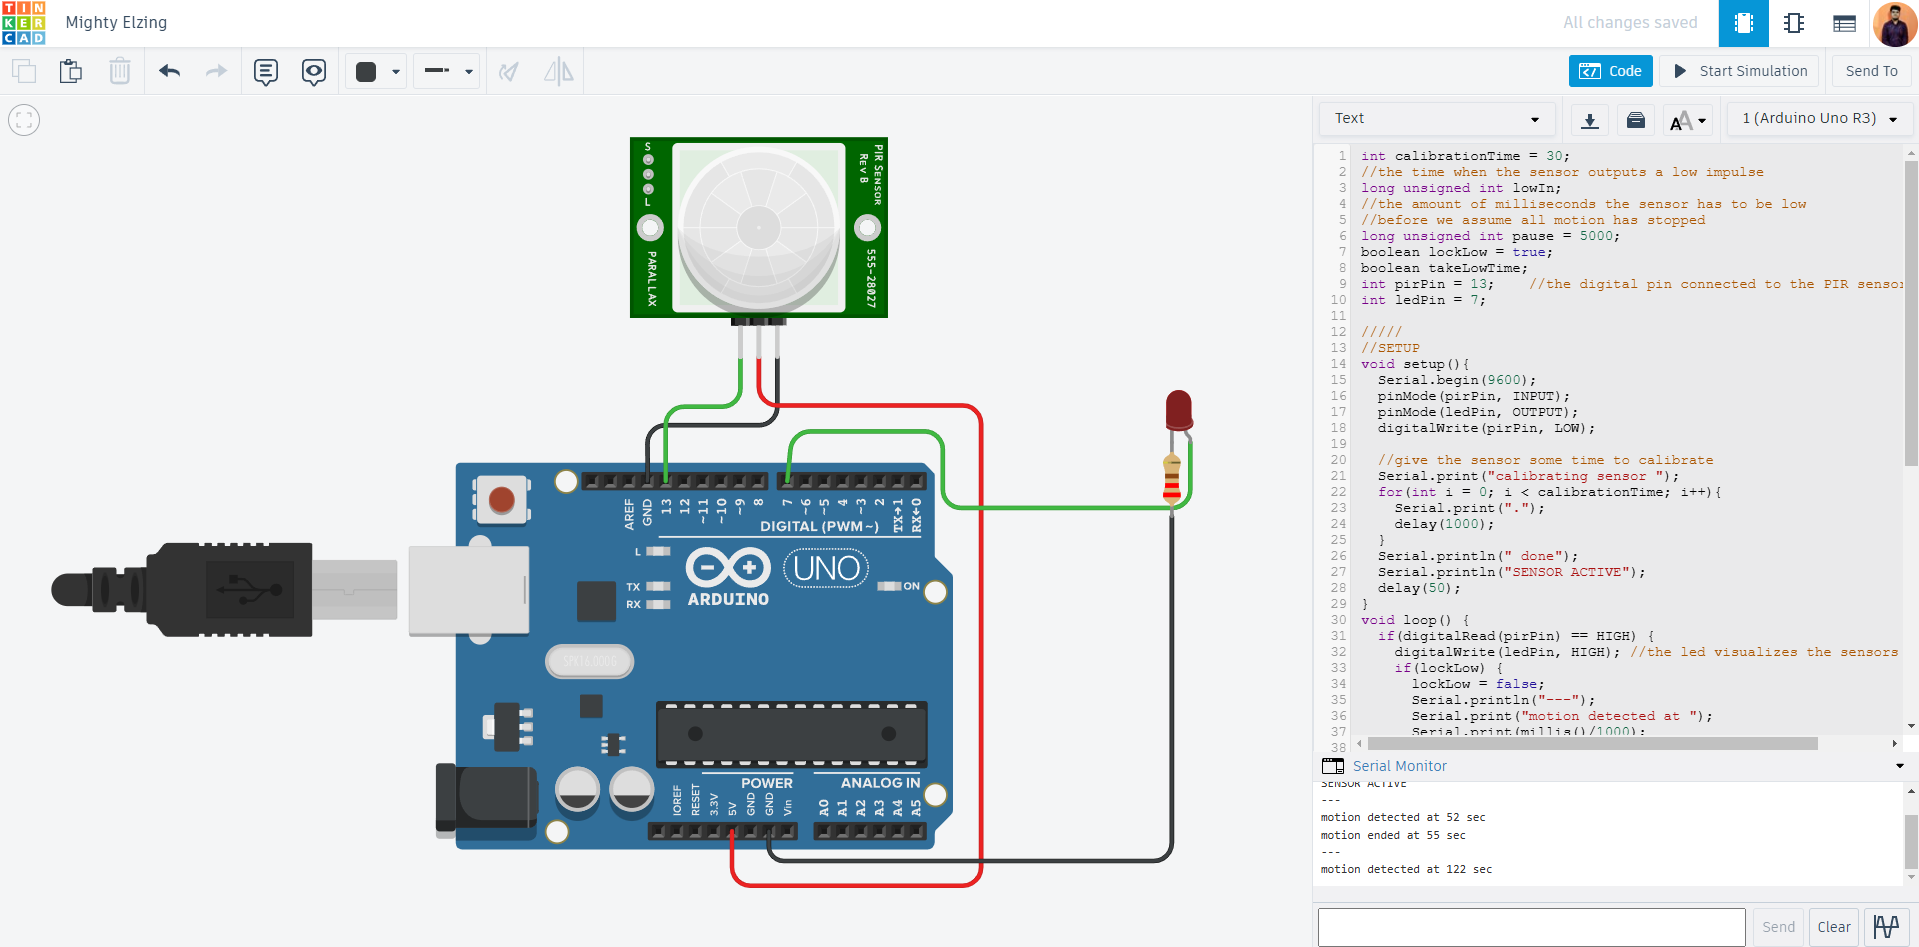 TIN
KER
CAD
Mighty Elzing
All changes saved
Code
Start Simulation
Send To
Text
AA
1 (Arduino Uno R3)
S
L
PIR SENSOR
REV B
PARALLAX
555-28027
AREF
GND
13
12
~11
~10
~9
8
7
~6
~5
4
~3
2
TX→1
RX←0
DIGITAL (PWM~)
L
TX
RX
ON
UNO
ARDUINO
SPK16.000G
POWER
ANALOG IN
IOREF
RESET
3.3V
5V
GND
GND
Vin
A0
A1
A2
A3
A4
A5
1 int calibrationTime = 30;
2 //the time when the sensor outputs a low impulse
3 long unsigned int lowIn;
4 //the amount of milliseconds the sensor has to be low
5 //before we assume all motion has stopped
6 long unsigned int pause = 5000;
7 boolean lockLow = true;
8 boolean takeLowTime;
9 int pirPin = 13;    //the digital pin connected to the PIR sensor
10 int ledPin = 7;
11
12 /////
13 //SETUP
14 void setup(){
15   Serial.begin(9600);
16   pinMode(pirPin, INPUT);
17   pinMode(ledPin, OUTPUT);
18   digitalWrite(pirPin, LOW);
19
20   //give the sensor some time to calibrate
21   Serial.print("calibrating sensor ");
22   for(int i = 0; i < calibrationTime; i++){
23     Serial.print(".");
24     delay(1000);
25   }
26   Serial.println(" done");
27   Serial.println("SENSOR ACTIVE");
28   delay(50);
29 }
30 void loop() {
31   if(digitalRead(pirPin) == HIGH) {
32     digitalWrite(ledPin, HIGH); //the led visualizes the sensors
33     if(lockLow) {
34       lockLow = false;
35       Serial.println("---");
36       Serial.print("motion detected at ");
37       Serial.print(millis()/1000);
38
Serial Monitor
SENSOR ACTIVE
---
motion detected at 52 sec
motion ended at 55 sec
---
motion detected at 122 sec
Send
Clear